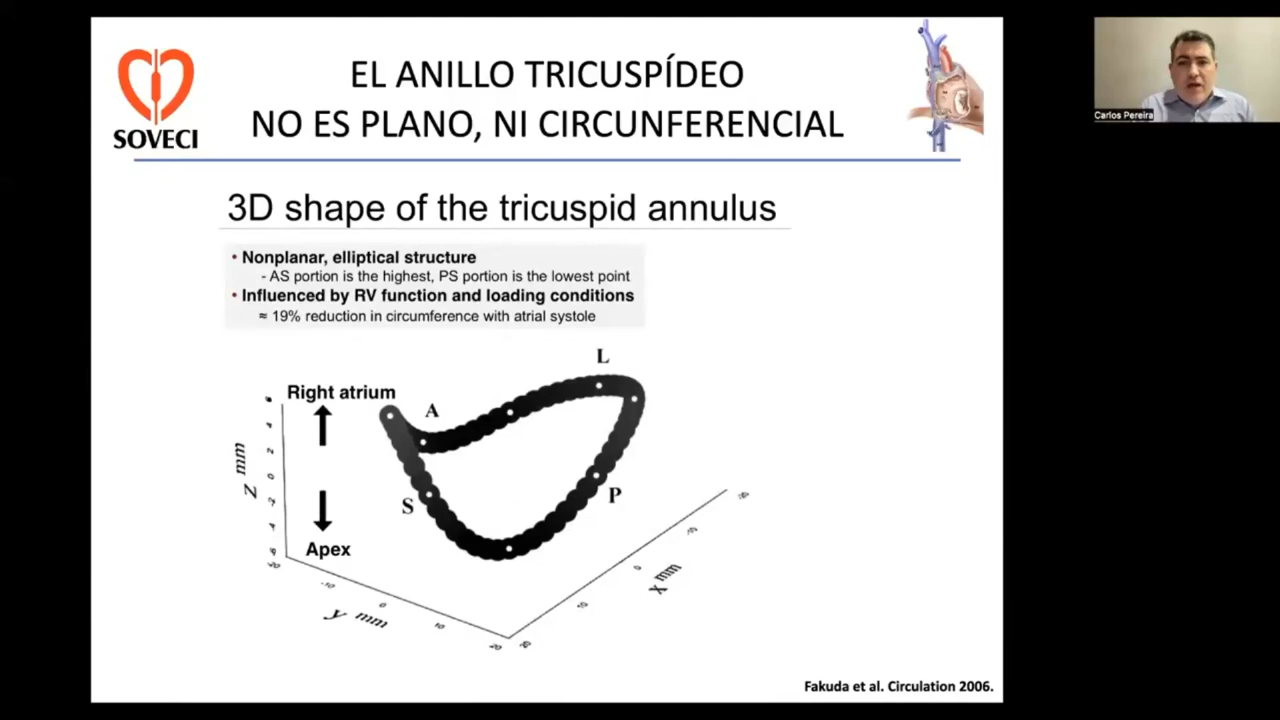 EL ANILLO TRICUSPÍDEO
NO ES PLANO, NI CIRCUNFERENCIAL
SOVECI
Carlos Pereira
3D shape of the tricuspid annulus
• Nonplanar, elliptical structure
- AS portion is the highest, PS portion is the lowest point
• Influenced by RV function and loading conditions
≈ 19% reduction in circumference with atrial systole
L
Right atrium
A
z mm
S
P
Apex
x mm
y mm
Fakuda et al. Circulation 2006.